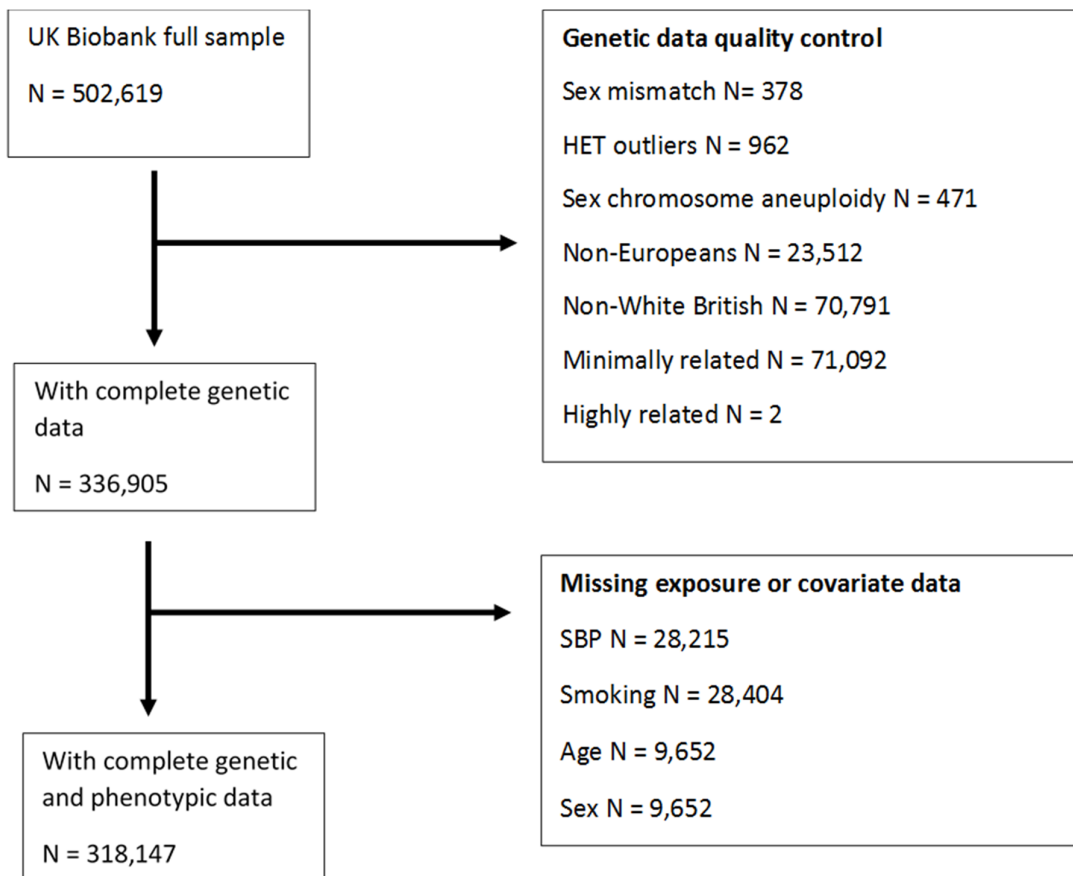 UK Biobank full sample
N = 502,619
Genetic data quality control
Sex mismatch N= 378
HET outliers N = 962
Sex chromosome aneuploidy N = 471
Non-Europeans N = 23,512
Non-White British N = 70,791
Minimally related N = 71,092
Highly related N = 2
With complete genetic
data
N = 336,905
Missing exposure or covariate data
SBP N = 28,215
Smoking N = 28,404
Age N = 9,652
Sex N = 9,652
With complete genetic
and phenotypic data
N = 318,147